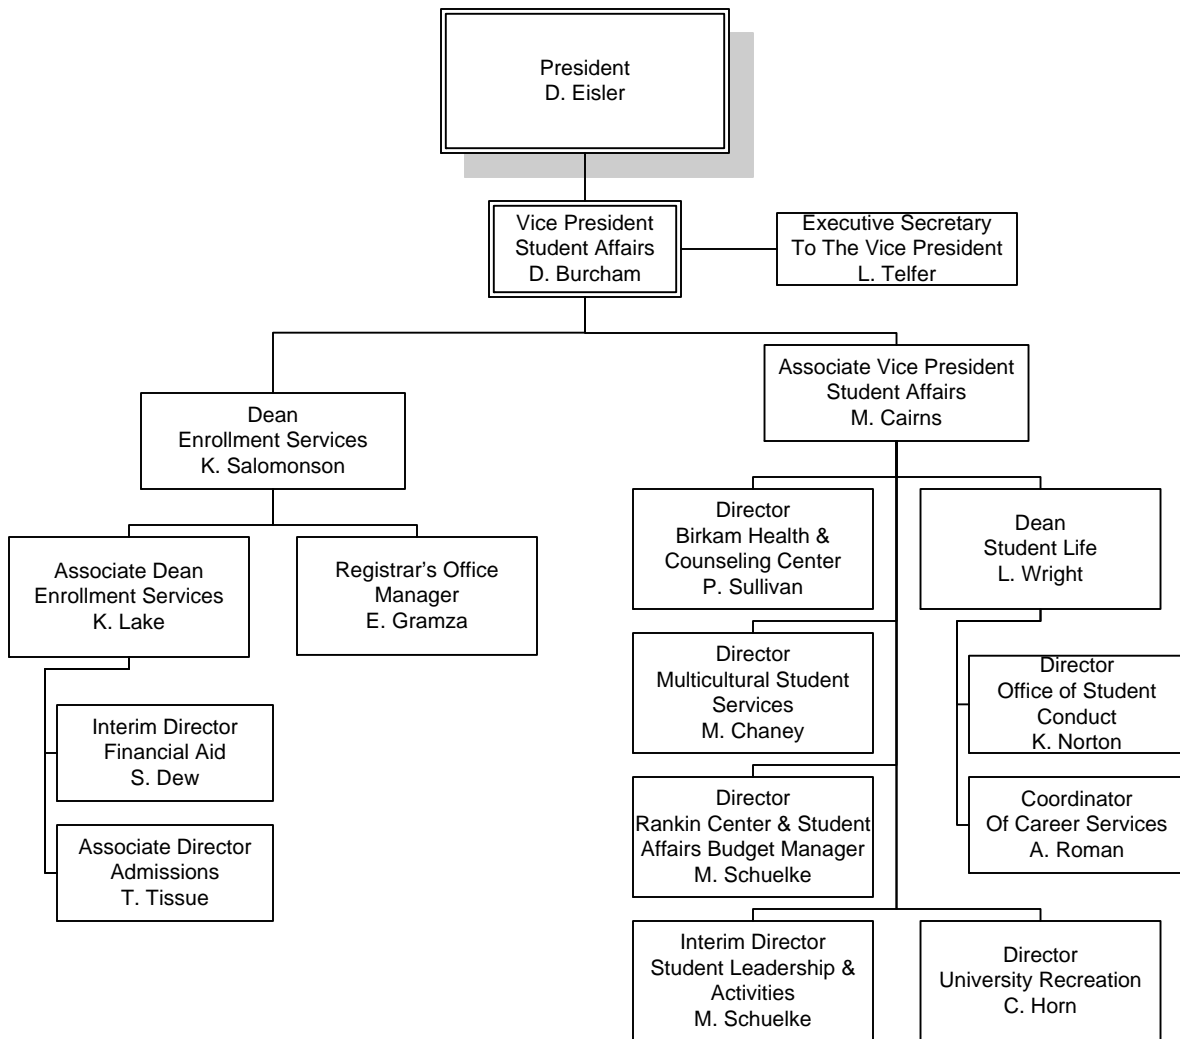 President
D. Eisler
Vice President
Student Affairs
D. Burcham
Executive Secretary
To The Vice President
L. Telfer
Associate Vice President
Student Affairs
M. Cairns
Dean
Enrollment Services
K. Salomonson
Associate Dean
Enrollment Services
K. Lake
Registrar's Office
Manager
E. Gramza
Interim Director
Financial Aid
S. Dew
Associate Director
Admissions
T. Tissue
Director
Birkam Health &
Counseling Center
P. Sullivan
Dean
Student Life
L. Wright
Director
Multicultural Student
Services
M. Chaney
Director
Office of Student
Conduct
K. Norton
Director
Rankin Center & Student
Affairs Budget Manager
M. Schuelke
Coordinator
Of Career Services
A. Roman
Interim Director
Student Leadership &
Activities
M. Schuelke
Director
University Recreation
C. Horn